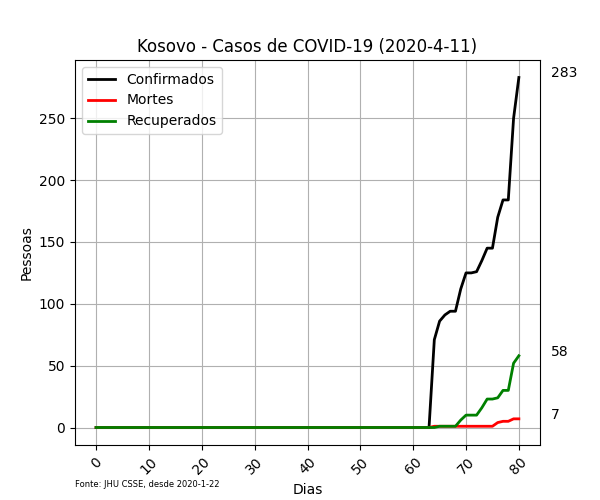 Kosovo - Casos de COVID-19 (2020-4-11)
Confirmados
Mortes
Recuperados
283
58
7
Pessoas
250
200
150
100
50
0
0 10 20 30 40 50 60 70 80
Dias
Fonte: JHU CSSE, desde 2020-1-22